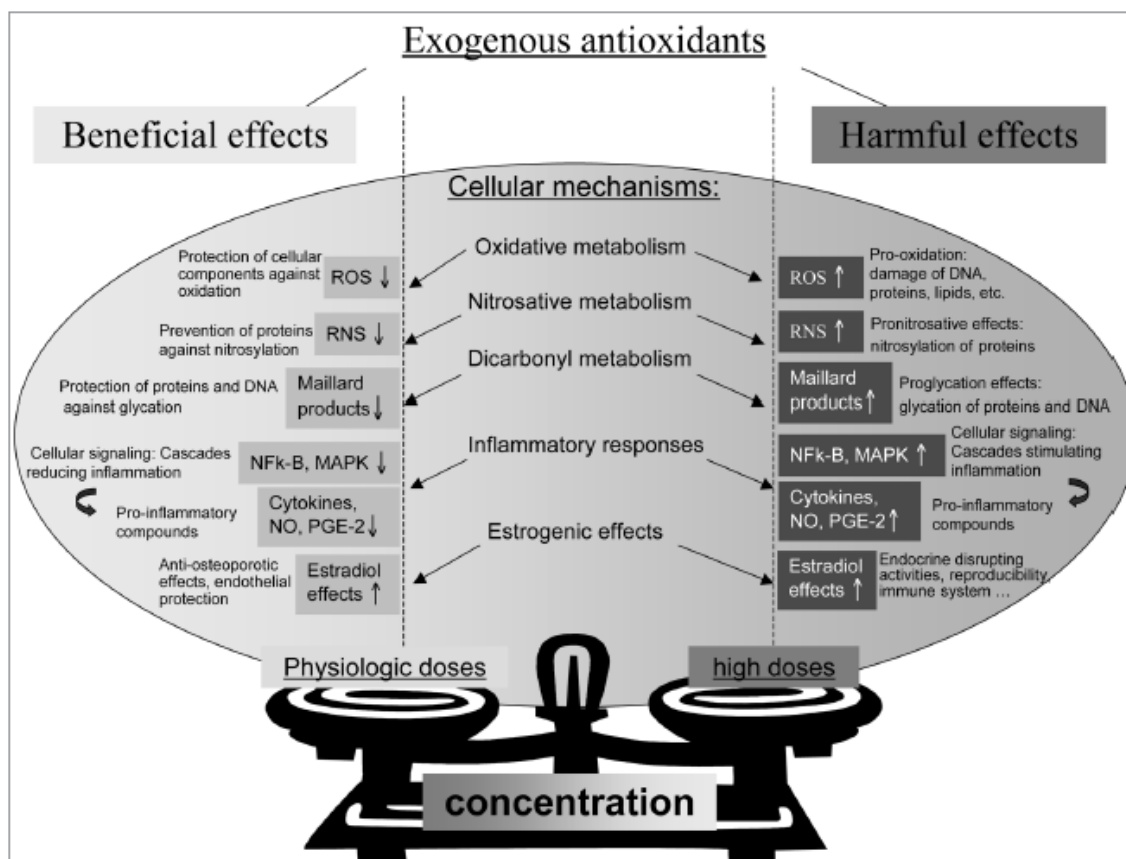 Exogenous antioxidants
Beneficial effects
Harmful effects
Cellular mechanisms:
Oxidative metabolism
Nitrosative metabolism
Dicarbonyl metabolism
Inflammatory responses
Estrogenic effects
Protection of cellular
components against
oxidation
ROS ↓
Prevention of proteins
against nitrosylation
RNS ↓
Protection of proteins and DNA
against glycation
Maillard
products↓
Cellular signaling: Cascades
reducing inflammation
NFk-B, MAPK ↓
Pro-inflammatory
compounds
Cytokines,
NO, PGE-2↓
Anti-osteoporotic
effects, endothelial
protection
Estradiol
effects ↑
ROS ↑
Pro-oxidation:
damage of DNA,
proteins, lipids, etc.
RNS ↑
Pronitrosative effects:
nitrosylation of proteins
Maillard
products↑
Proglycation effects:
glycation of proteins and DNA
NFk-B, MAPK ↑
Cellular signaling:
Cascades stimulating
inflammation
Cytokines,
NO, PGE-2↑
Pro-inflammatory
compounds
Estradiol
effects ↑
Endocrine disrupting
activities, reproducibility,
immune system ...
Physiologic doses
high doses
concentration